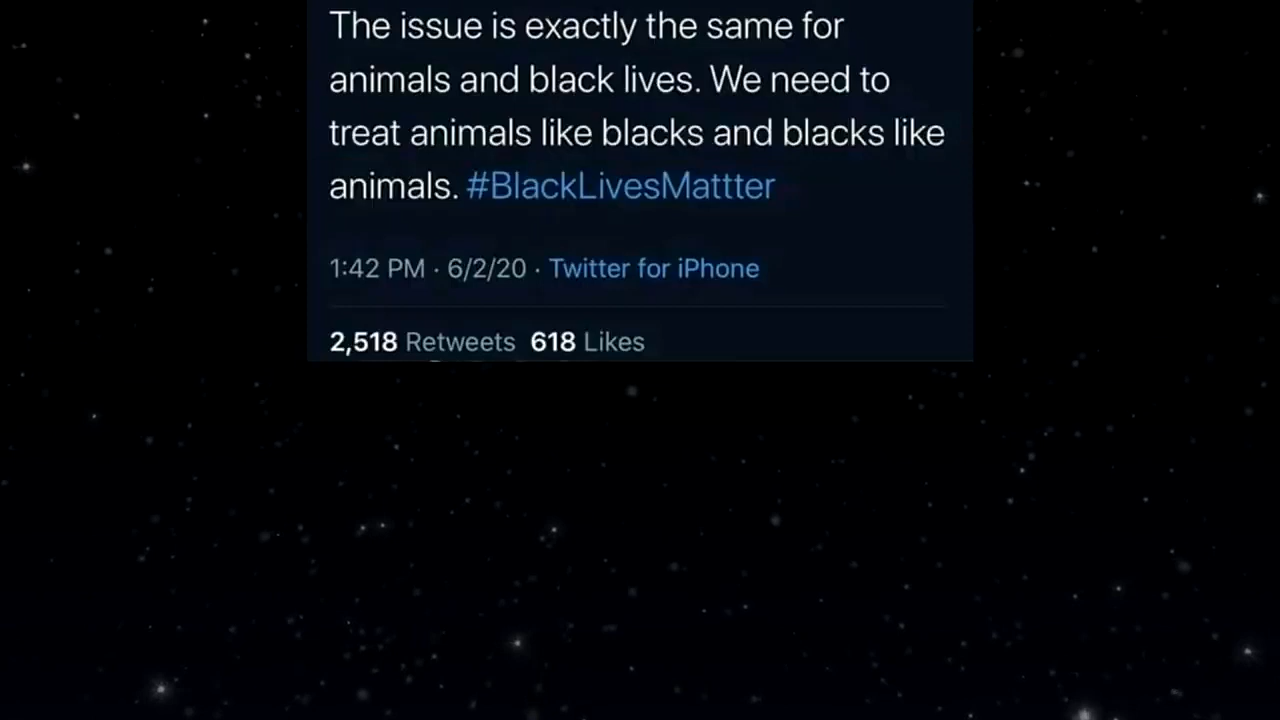 The issue is exactly the same for
animals and black lives. We need to
treat animals like blacks and blacks like
animals. #BlackLivesMattter
1:42 PM · 6/2/20 · Twitter for iPhone
2,518 Retweets 618 Likes